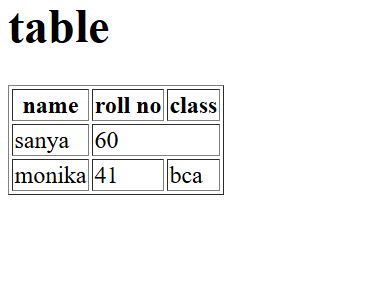 table
name roll no class
sanya 60
monika 41 bca